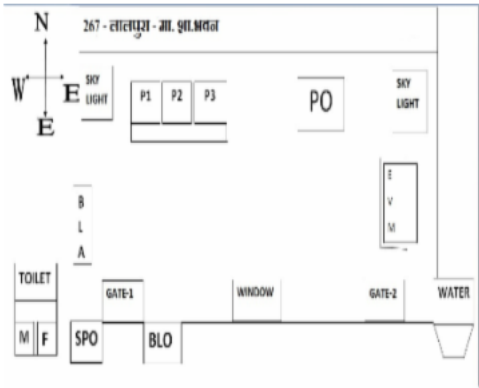 N
267 - लालपुरा - मा. शा.भवन
W
E
E
SKY
LIGHT
P1 P2 P3
PO
SKY
LIGHT
B
L
A
E
V
M
TOILET
M F
GATE-1
WINDOW
GATE-2
WATER
SPO
BLO